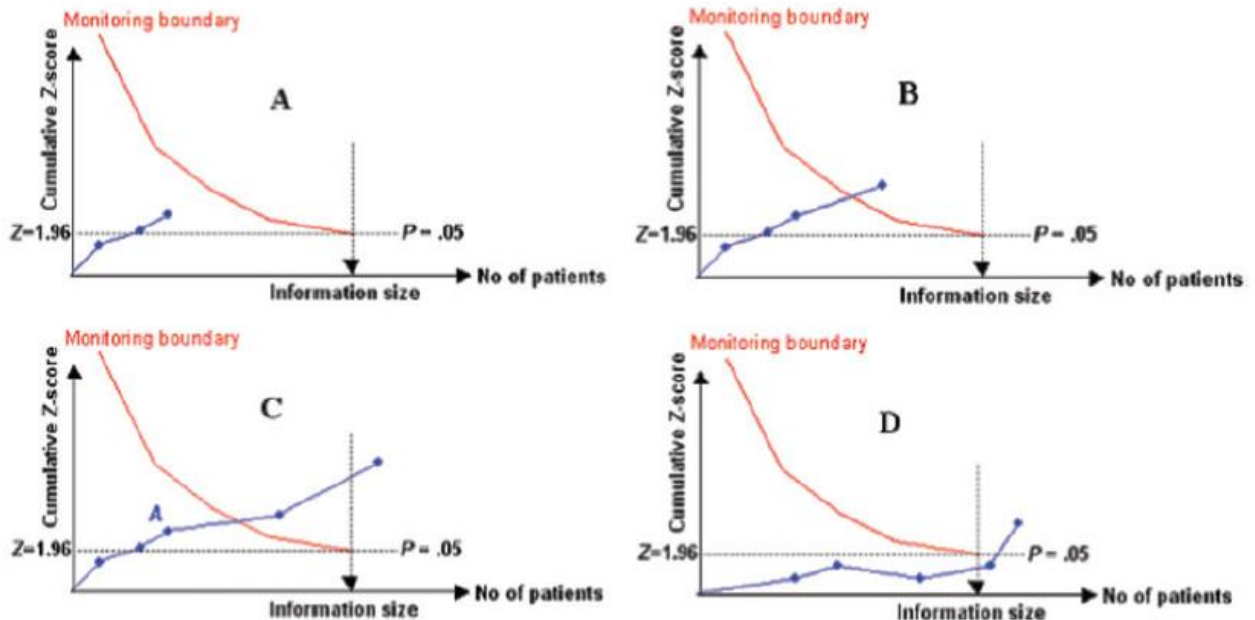 Monitoring boundary
Cumulative Z-score
A
Z=1.96
P = .05
No of patients
Information size
Monitoring boundary
Cumulative Z-score
B
Z=1.96
P = .05
No of patients
Information size
Monitoring boundary
Cumulative Z-score
C
A
Z=1.96
P = .05
No of patients
Information size
Monitoring boundary
Cumulative Z-score
D
Z=1.96
P = .05
No of patients
Information size